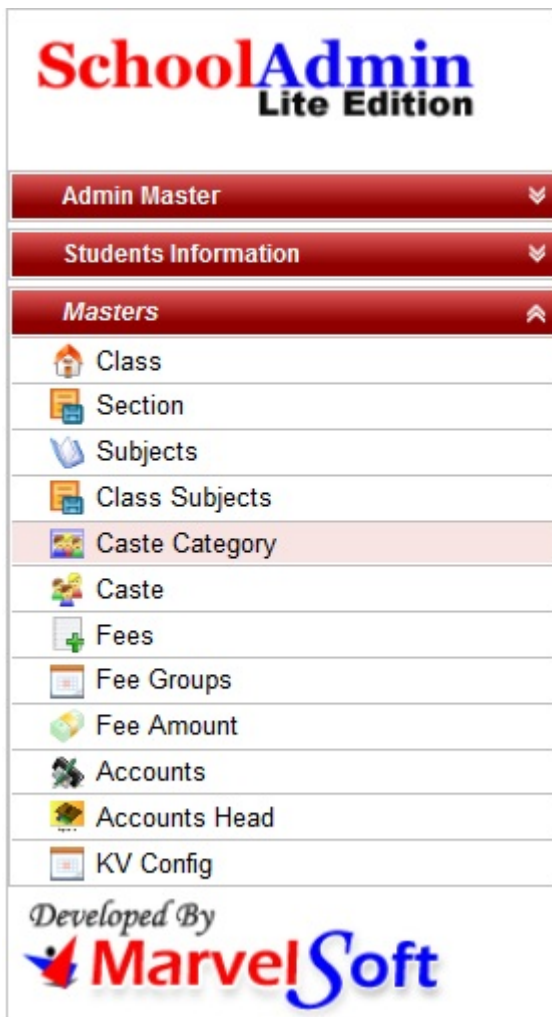 SchoolAdmin
Lite Edition
Admin Master
Students Information
Masters
Class
Section
Subjects
Class Subjects
Caste Category
Caste
Fees
Fee Groups
Fee Amount
Accounts
Accounts Head
KV Config
Developed By
MarvelSoft